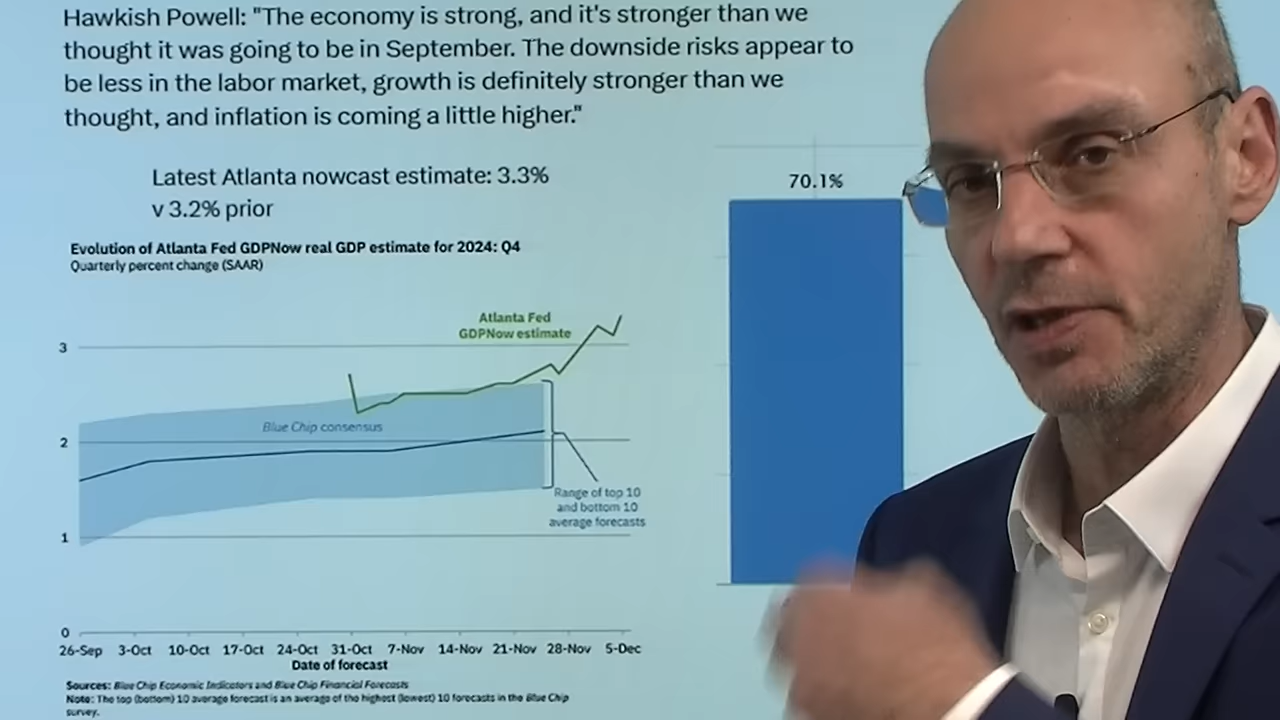 Hawkish Powell: "The economy is strong, and it's stronger than we
thought it was going to be in September. The downside risks appear to
be less in the labor market, growth is definitely stronger than we
thought, and inflation is coming a little higher."
Latest Atlanta nowcast estimate: 3.3%
v 3.2% prior
70.1%
Evolution of Atlanta Fed GDPNow real GDP estimate for 2024: Q4
Quarterly percent change (SAAR)
Atlanta Fed
GDPNow estimate
3
Blue Chip consensus
2
Range of top 10
and bottom 10
average forecasts
1
0
26-Sep 3-Oct 10-Oct 17-Oct 24-Oct 31-Oct 7-Nov 14-Nov 21-Nov 28-Nov 5-Dec
Date of forecast
Sources: Blue Chip Economic Indicators and Blue Chip Financial Forecasts
Note: The top (bottom) 10 average forecast is an average of the highest (lowest) 10 forecasts in the Blue Chip
survey.